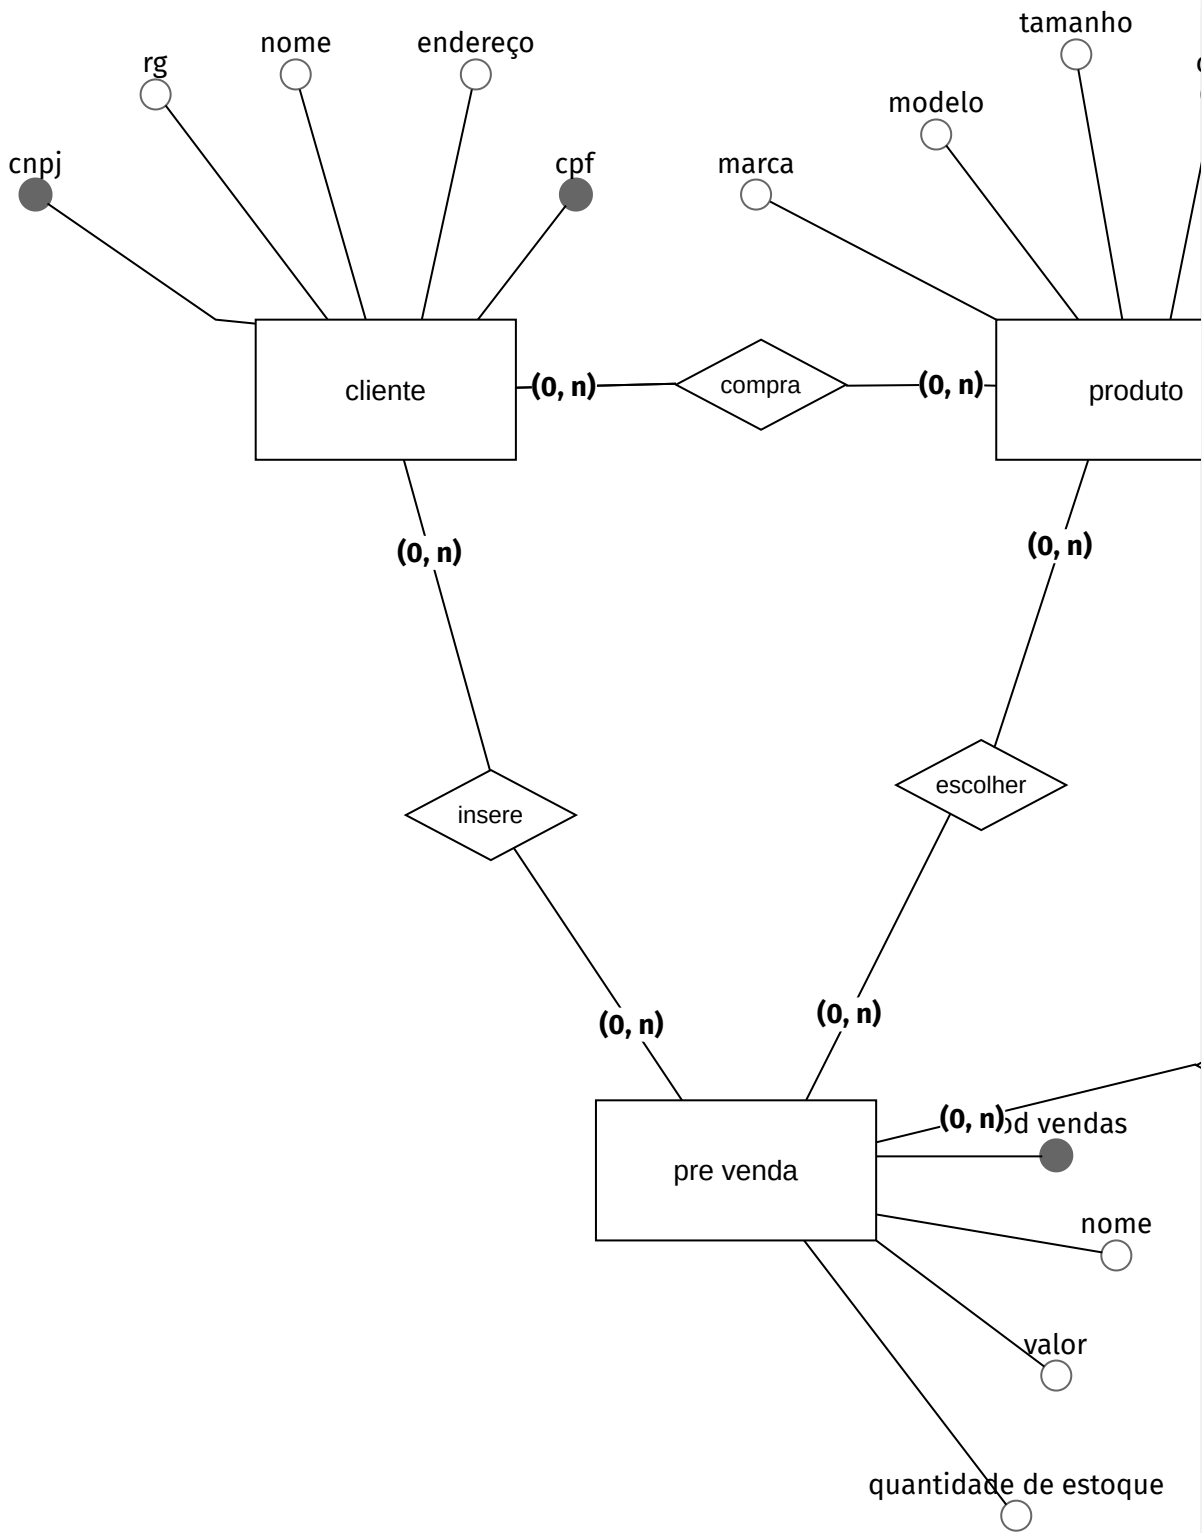 tamanho
nome
endereço
rg
modelo
cnpj
cpf
marca
cliente
(0, n)
compra
(0, n)
produto
(0, n)
(0, n)
escolher
insere
(0, n)
(0, n)
(0, n)
vendas
pre venda
nome
valor
quantidade de estoque